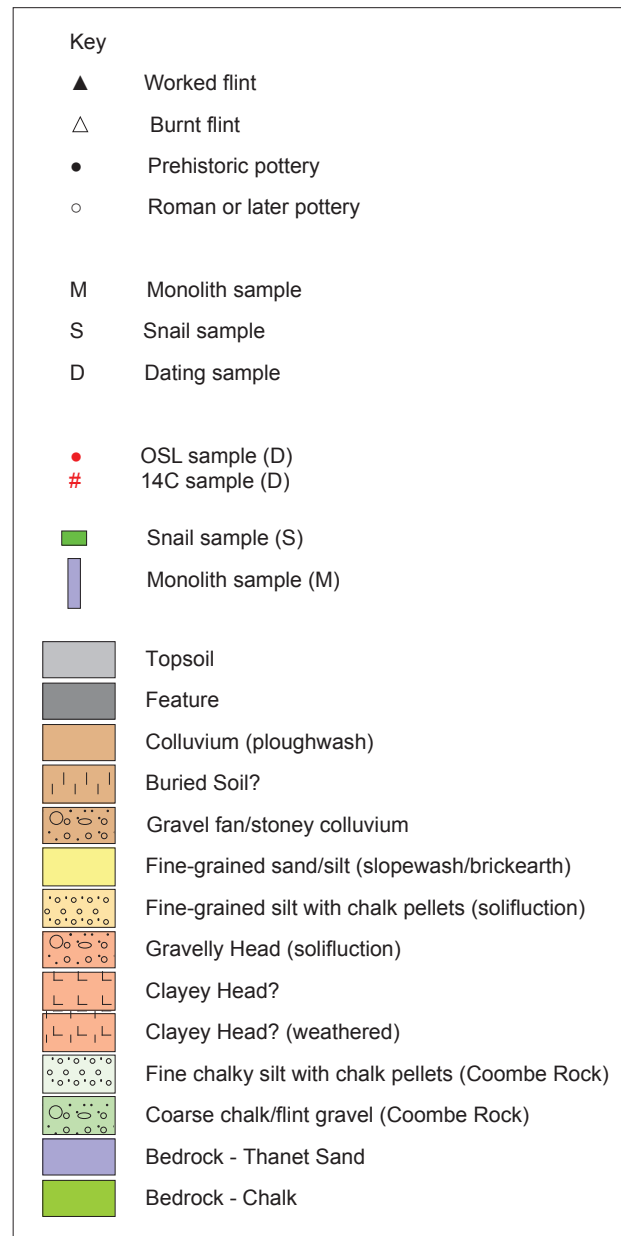 Key
▲ Worked flint
△ Burnt flint
● Prehistoric pottery
○ Roman or later pottery
M Monolith sample
S Snail sample
D Dating sample
● OSL sample (D)
# 14C sample (D)
Snail sample (S)
Monolith sample (M)
Topsoil
Feature
Colluvium (ploughwash)
Buried Soil?
Gravel fan/stoney colluvium
Fine-grained sand/silt (slopewash/brickearth)
Fine-grained silt with chalk pellets (solifluction)
Gravelly Head (solifluction)
Clayey Head?
Clayey Head? (weathered)
Fine chalky silt with chalk pellets (Coombe Rock)
Coarse chalk/flint gravel (Coombe Rock)
Bedrock - Thanet Sand
Bedrock - Chalk